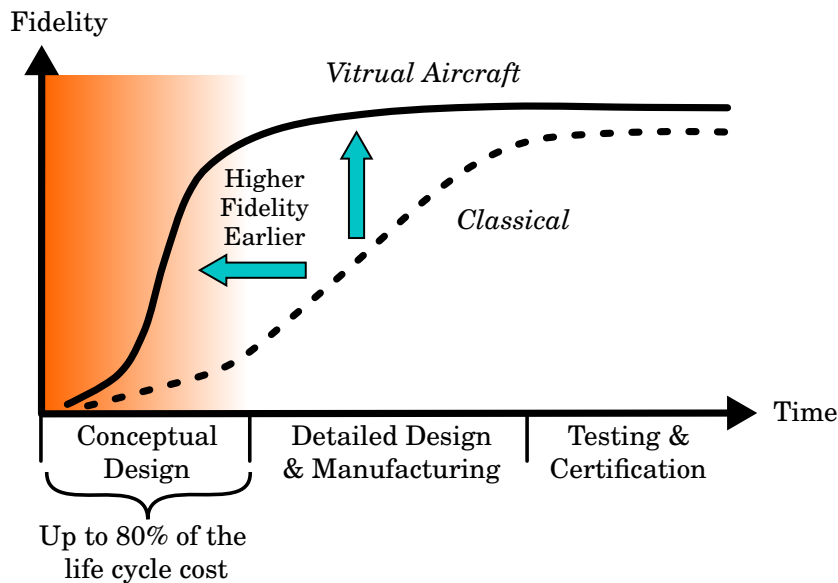 Fidelity
Vitrual Aircraft
Higher
Fidelity
Earlier
Classical
Time
Conceptual
Design
Detailed Design
& Manufacturing
Testing &
Certification
Up to 80% of the
life cycle cost